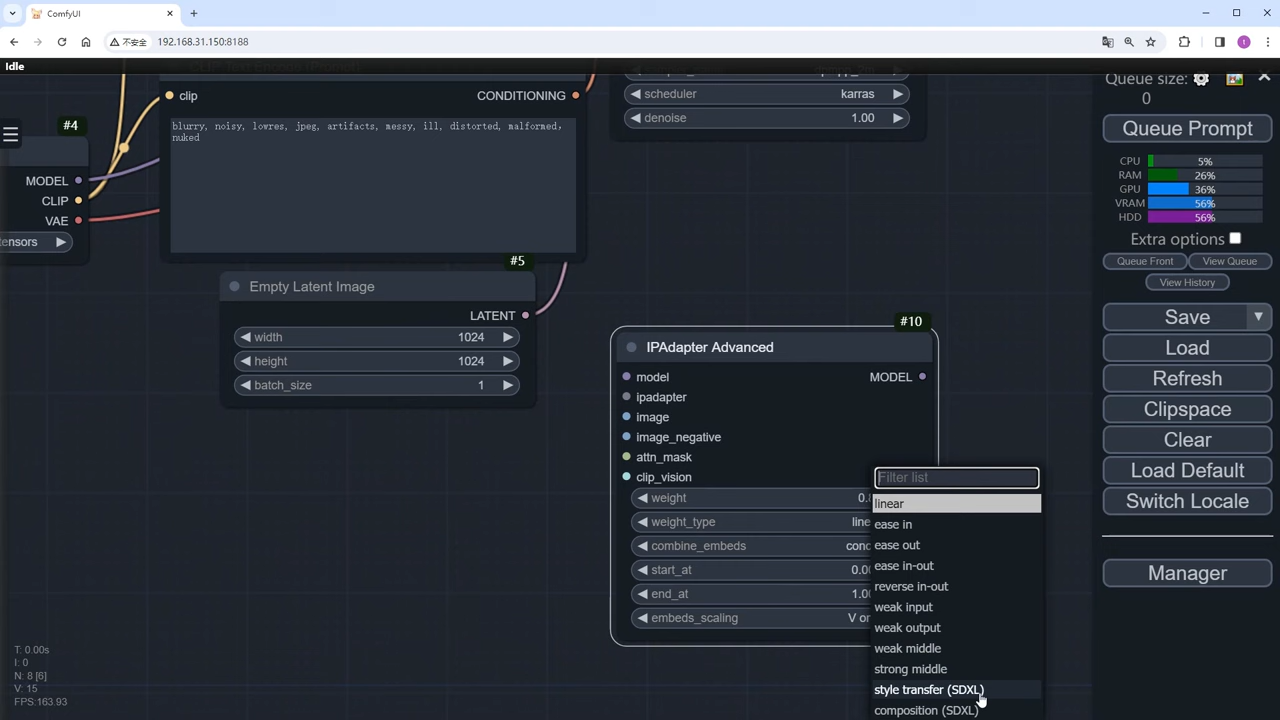 ComfyUI
不安全
192.168.31.150:8188
Idle
clip
CONDITIONING
blurry, noisy, lowres, jpeg, artifacts, messy, ill, distorted, malformed,
nuked
#4
MODEL
CLIP
VAE
#5
Empty Latent Image
LATENT
width 1024
height 1024
batch_size 1
scheduler karras
denoise 1.00
#10
IPAdapter Advanced
model MODEL
ipadapter
image
image_negative
attn_mask
clip_vision
weight
weight_type
combine_embeds
start_at
end_at
embeds_scaling
Filter list
linear
ease in
ease out
ease in-out
reverse in-out
weak input
weak output
weak middle
strong middle
style transfer (SDXL)
composition (SDXL)
Queue size:
0
Queue Prompt
CPU 5%
RAM 26%
GPU 36%
VRAM 56%
HDD 56%
Extra options
Queue Front
View Queue
View History
Save
Load
Refresh
Clipspace
Clear
Load Default
Switch Locale
Manager
T: 0.00s
I: 0
N: 8 [6]
V: 15
FPS:163.93